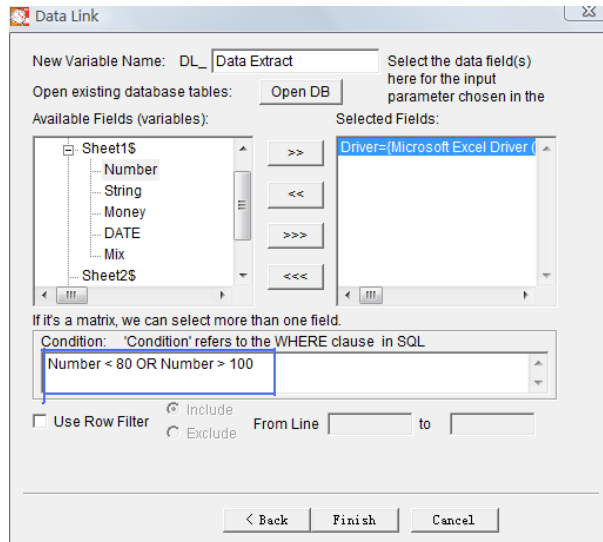 Data Link
New Variable Name: DL_ Data Extract
Select the data field(s)
here for the input
parameter chosen in the
Open existing database tables: Open DB
Available Fields (variables):
Selected Fields:
Sheet1$
Number
String
Money
DATE
Mix
Sheet2$
>>
<<
>>>
<<<
Driver={Microsoft Excel Driver (
If it's a matrix, we can select more than one field.
Condition: 'Condition' refers to the WHERE clause in SQL
Number < 80 OR Number > 100
Use Row Filter
Include
Exclude
From Line to
< Back Finish Cancel